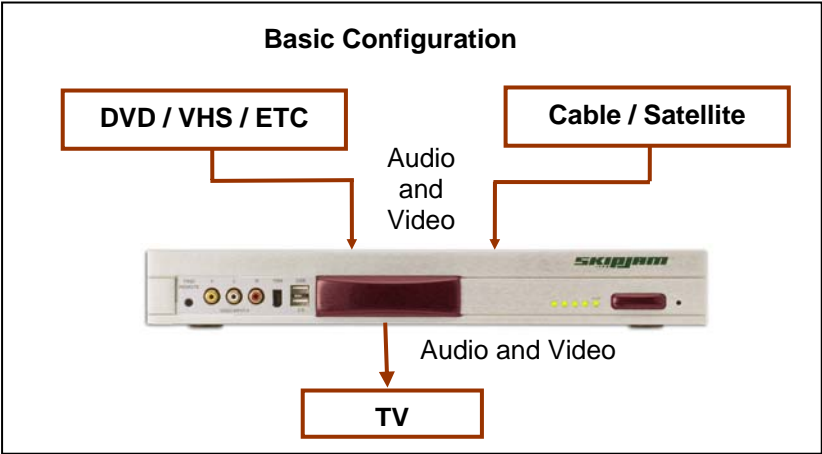 Basic Configuration
DVD / VHS / ETC
Cable / Satellite
Audio
and
Video
SKIPJAM
Audio and Video
TV